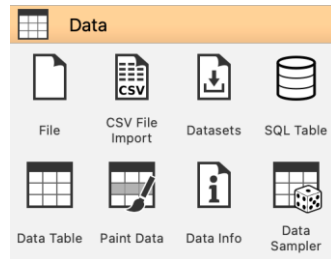 Data
CSV
File
CSV File
Import
Datasets
SQL Table
i
Data Table
Paint Data
Data Info
Data
Sampler